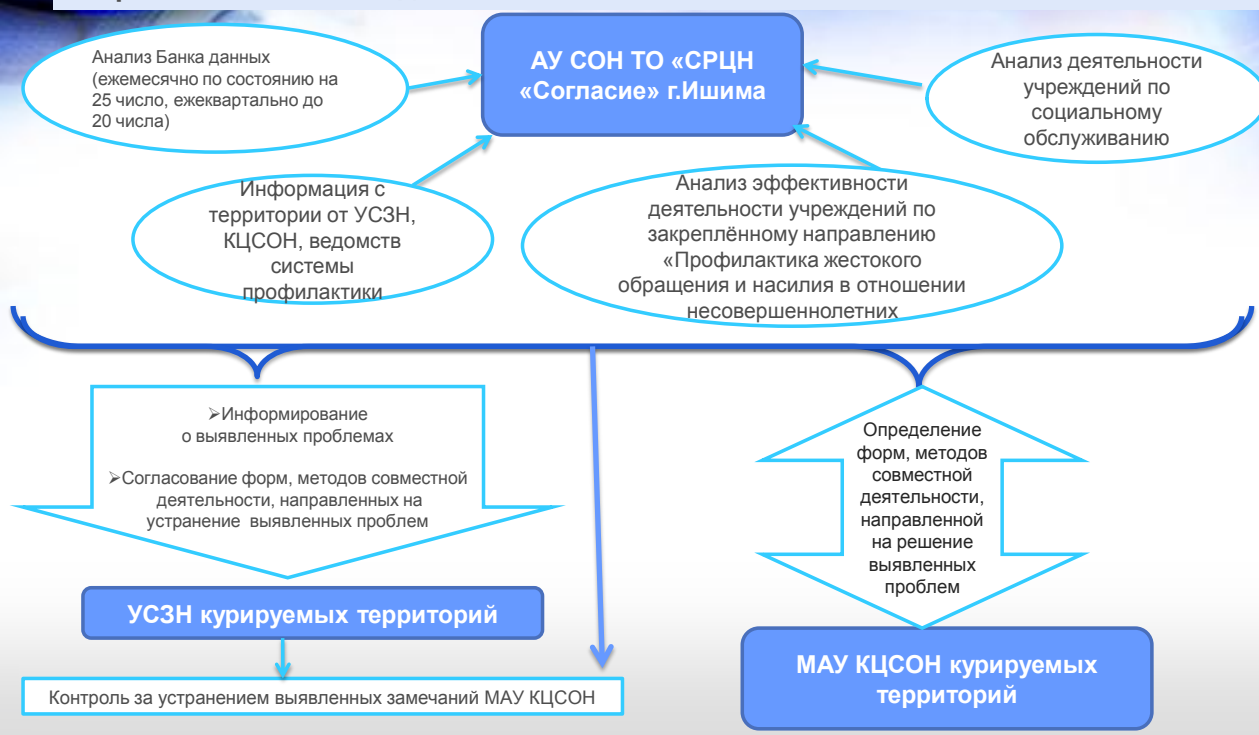 Анализ Банка данных
(ежемесячно по состоянию на
25 число, ежеквартально до
20 числа)
АУ СОН ТО «СРЦН
«Согласие» г.Ишима
Анализ деятельности
учреждений по
социальному
обслуживанию
Информация с
территории от УСЗН,
КЦСОН, ведомств
системы
профилактики
Анализ эффективности
деятельности учреждений по
закреплённому направлению
«Профилактика жестокого
обращения и насилия в отношении
несовершеннолетних
➢Информирование
о выявленных проблемах
➢Согласование форм, методов совместной
деятельности, направленных на
устранение выявленных проблем
Определение
форм, методов
совместной
деятельности,
направленной
на решение
выявленных
проблем
УСЗН курируемых территорий
МАУ КЦСОН курируемых
территорий
Контроль за устранением выявленных замечаний МАУ КЦСОН